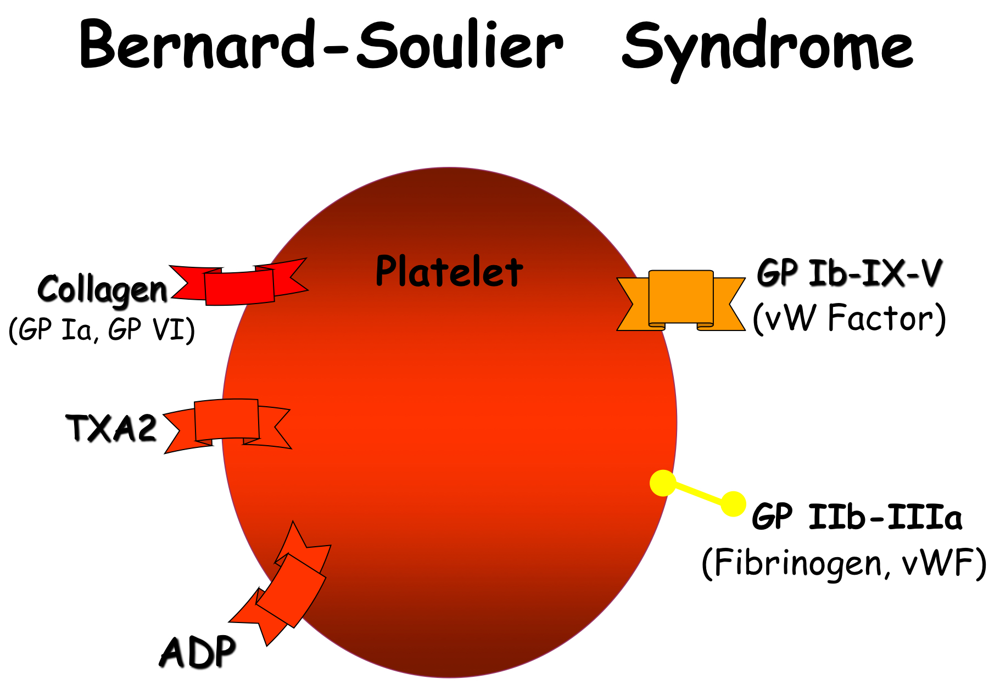 Bernard-Soulier Syndrome
Platelet
Collagen
(GP Ia, GP VI)
GP Ib-IX-V
(vW Factor)
TXA2
GP IIb-IIIa
(Fibrinogen, vWF)
ADP